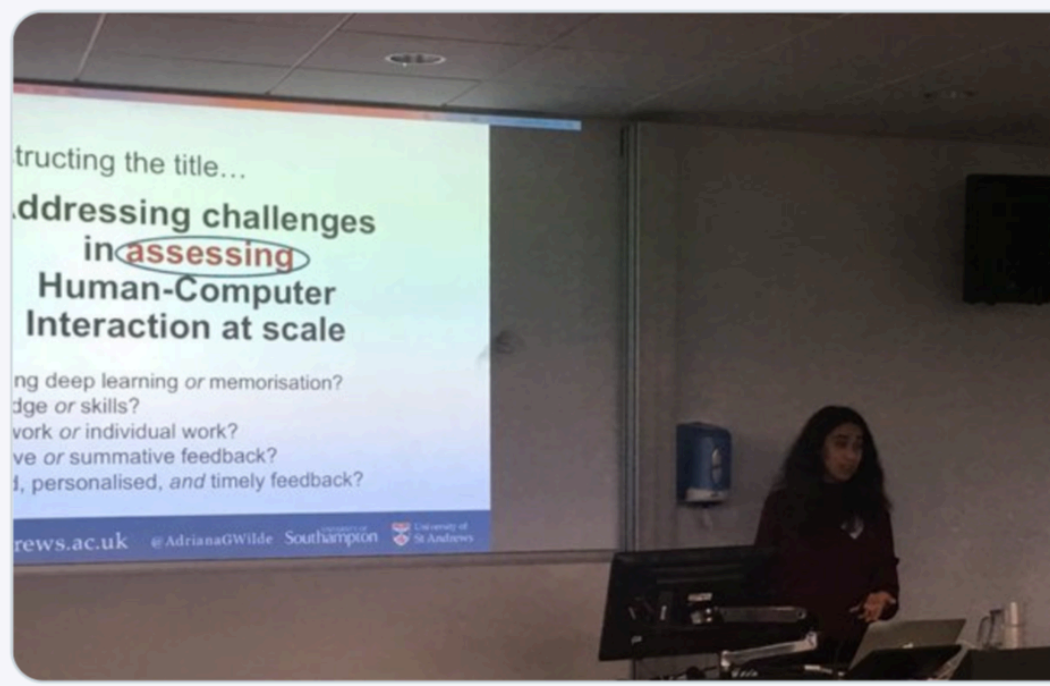 tructing the title...
ddressing challenges
in assessing
Human-Computer
Interaction at scale
ng deep learning or memorisation?
dge or skills?
work or individual work?
ve or summative feedback?
d, personalised, and timely feedback?
rews.ac.uk @AdrianaGWilde UNIVERSITY OF Southampton University of St Andrews